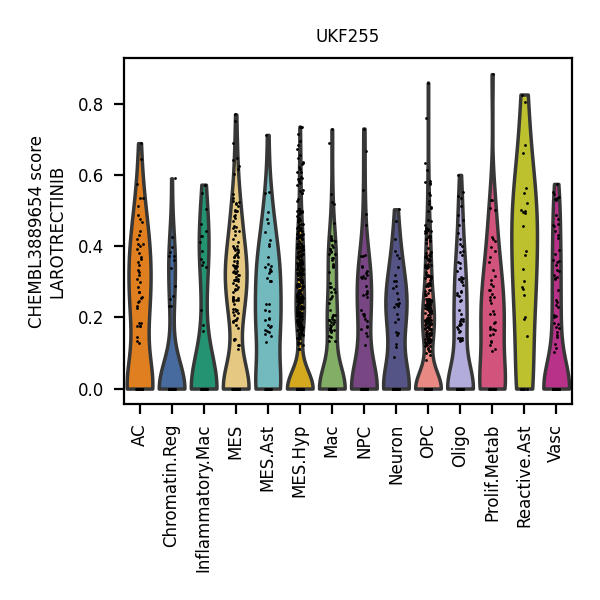 UKF255
CHEMBL3889654 score
LAROTRECTINIB
0.8
0.6
0.4
0.2
0.0
AC
Chromatin.Reg
Inflammatory.Mac
MES
MES.Ast
MES.Hyp
Mac
NPC
Neuron
OPC
Oligo
Prolif.Metab
Reactive.Ast
Vasc